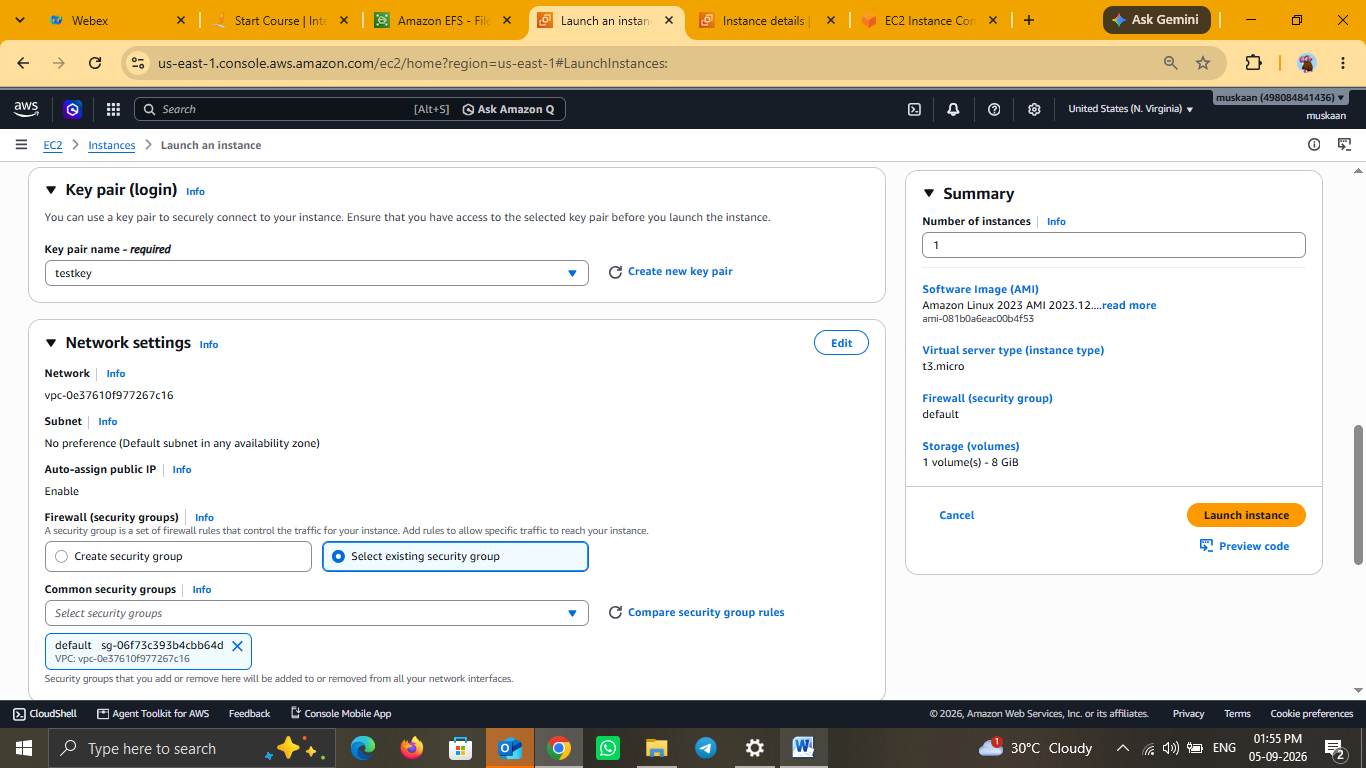 Webex
Start Course | Inte
Amazon EFS - File
Launch an instanc
Instance details |
EC2 Instance Con
Ask Gemini
us-east-1.console.aws.amazon.com/ec2/home?region=us-east-1#LaunchInstances:
aws
Search
[Alt+S]
Ask Amazon Q
United States (N. Virginia)
muskaan (498084841436)
muskaan
EC2
Instances
Launch an instance
Key pair (login)
Info
You can use a key pair to securely connect to your instance. Ensure that you have access to the selected key pair before you launch the instance.
Key pair name - required
testkey
Create new key pair
Network settings
Info
Edit
Network
Info
vpc-0e37610f977267c16
Subnet
Info
No preference (Default subnet in any availability zone)
Auto-assign public IP
Info
Enable
Firewall (security groups)
Info
A security group is a set of firewall rules that control the traffic for your instance. Add rules to allow specific traffic to reach your instance.
Create security group
Select existing security group
Common security groups
Info
Select security groups
Compare security group rules
default sg-06f73c393b4cbb64d
VPC: vpc-0e37610f977267c16
Security groups that you add or remove here will be added to or removed from all your network interfaces.
Summary
Number of instances
Info
1
Software Image (AMI)
Amazon Linux 2023 AMI 2023.12....read more
ami-081b0a6eac00b4f53
Virtual server type (instance type)
t3.micro
Firewall (security group)
default
Storage (volumes)
1 volume(s) - 8 GiB
Cancel
Launch instance
Preview code
CloudShell
Agent Toolkit for AWS
Feedback
Console Mobile App
© 2026, Amazon Web Services, Inc. or its affiliates.
Privacy
Terms
Cookie preferences
Type here to search
1
30°C Cloudy
ENG
01:55 PM
05-09-2026
2